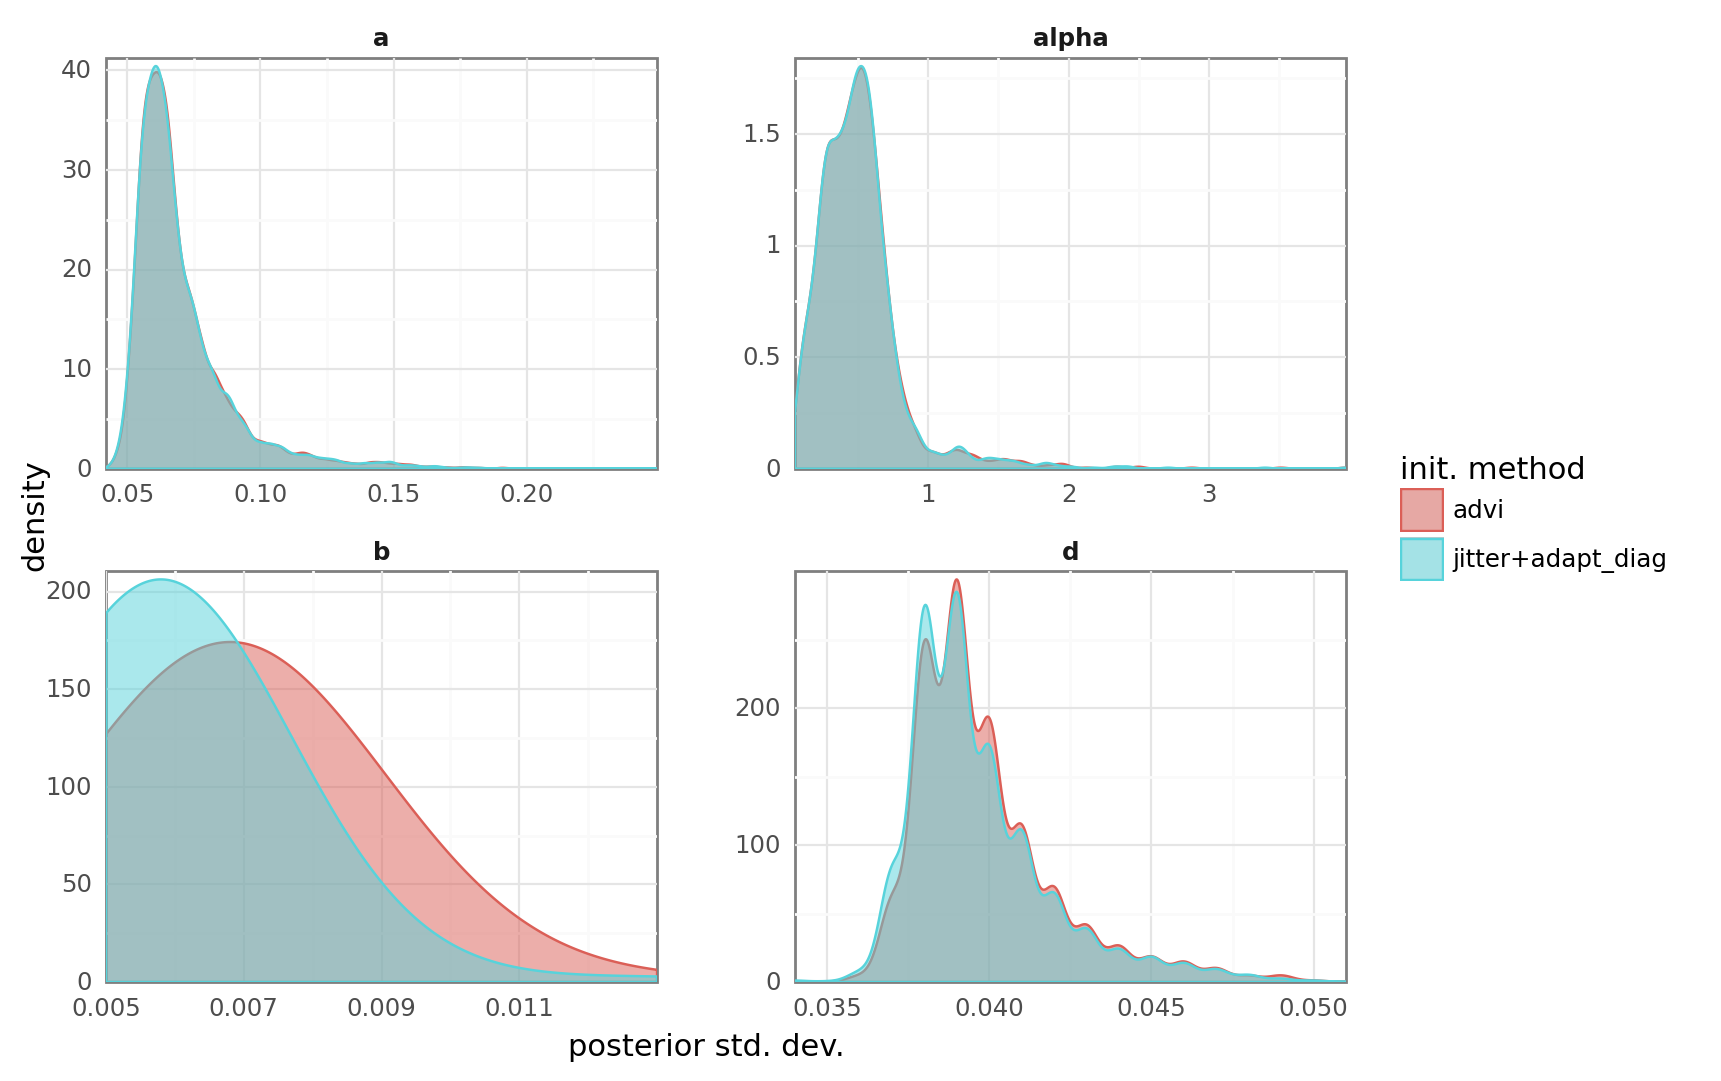 a
alpha
40
30
20
10
0
0.05 0.10 0.15 0.20
1.5
1
0.5
0
1 2 3
density
b
d
200
150
100
50
0
0.005 0.007 0.009 0.011
200
100
0
0.035 0.040 0.045 0.050
posterior std. dev.
init. method
advi
jitter+adapt_diag